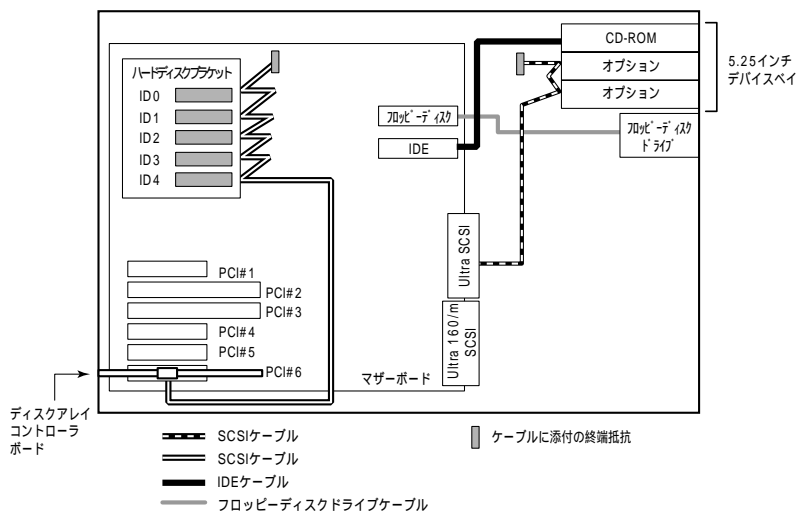 CD-ROM
オプション
オプション
5.25インチ
デバイスベイ
ハードディスクブラケット
ID0
ID1
ID2
ID3
ID4
フロッピーディスク
IDE
フロッピーディスク
ドライブ
Ultra SCSI
Ultra 160/m
SCSI
PCI#1
PCI#2
PCI#3
PCI#4
PCI#5
PCI#6
マザーボード
ディスクアレイ
コントローラ
ボード
SCSIケーブル
SCSIケーブル
IDEケーブル
フロッピーディスクドライブケーブル
ケーブルに添付の終端抵抗